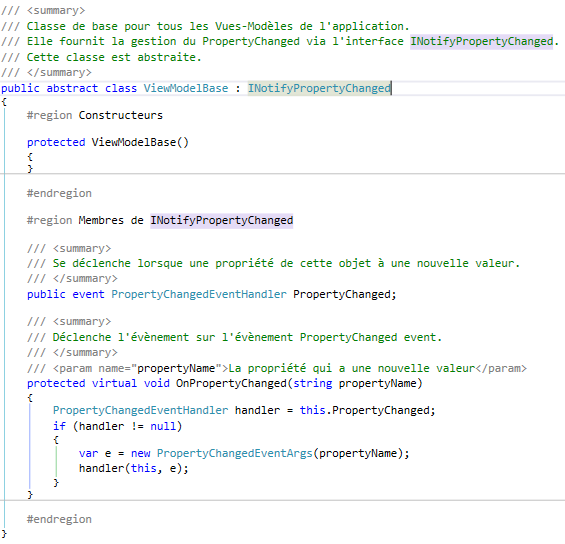 /// <summary>
/// Classe de base pour tous les Vues-Modèles de l'application.
/// Elle fournit la gestion du PropertyChanged via l'interface INotifyPropertyChanged.
/// Cette classe est abstraite.
/// </summary>
public abstract class ViewModelBase : INotifyPropertyChanged
{
    #region Constructeurs
    protected ViewModelBase()
    {
    }
    #endregion
    #region Membres de INotifyPropertyChanged
    /// <summary>
    /// Se déclenche lorsque une propriété de cette objet à une nouvelle valeur.
    /// </summary>
    public event PropertyChangedEventHandler PropertyChanged;
    /// <summary>
    /// Déclenche l'évènement sur l'évènement PropertyChanged event.
    /// </summary>
    /// <param name="propertyName">La propriété qui a une nouvelle valeur</param>
    protected virtual void OnPropertyChanged(string propertyName)
    {
        PropertyChangedEventHandler handler = this.PropertyChanged;
        if (handler != null)
        {
            var e = new PropertyChangedEventArgs(propertyName);
            handler(this, e);
        }
    }
    #endregion
}